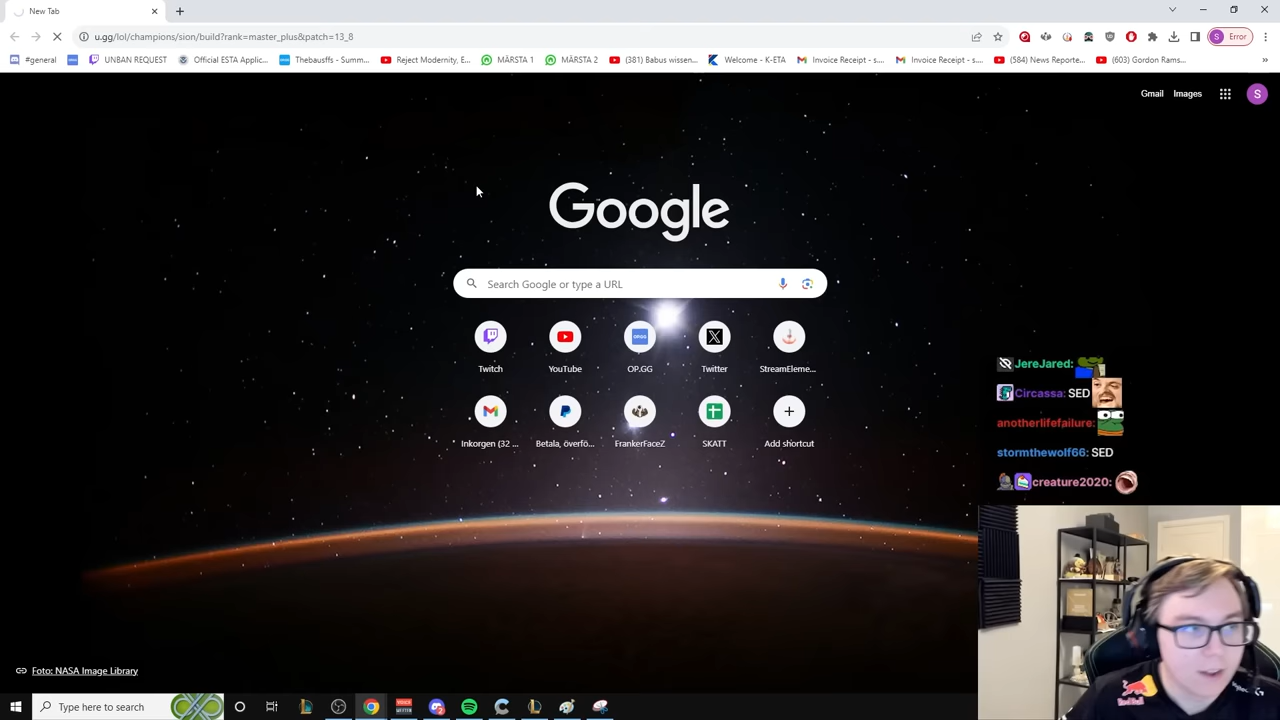 New Tab
u.gg/lol/champions/sion/build?rank=master_plus&patch=13_8
S Error
#general UNBAN REQUEST Official ESTA Applic... Thebausffs - Summ... Reject Modernity, E... MÄRSTA 1 MÄRSTA 2 (381) Babus wissen... Welcome - K-ETA Invoice Receipt - s.... Invoice Receipt - s.... (584) News Reporte... (603) Gordon Rams...
Gmail Images S
Google
Search Google or type a URL
OP.GG
Twitch YouTube OP.GG Twitter StreamEleme...
Inkorgen (32 ... Betala, överfö... FrankerFaceZ SKATT Add shortcut
JereJared:
Circassa: SED
anotherlifefailure:
stormthewolf66: SED
creature2020:
Red Bull
Foto: NASA Image Library
Type here to search